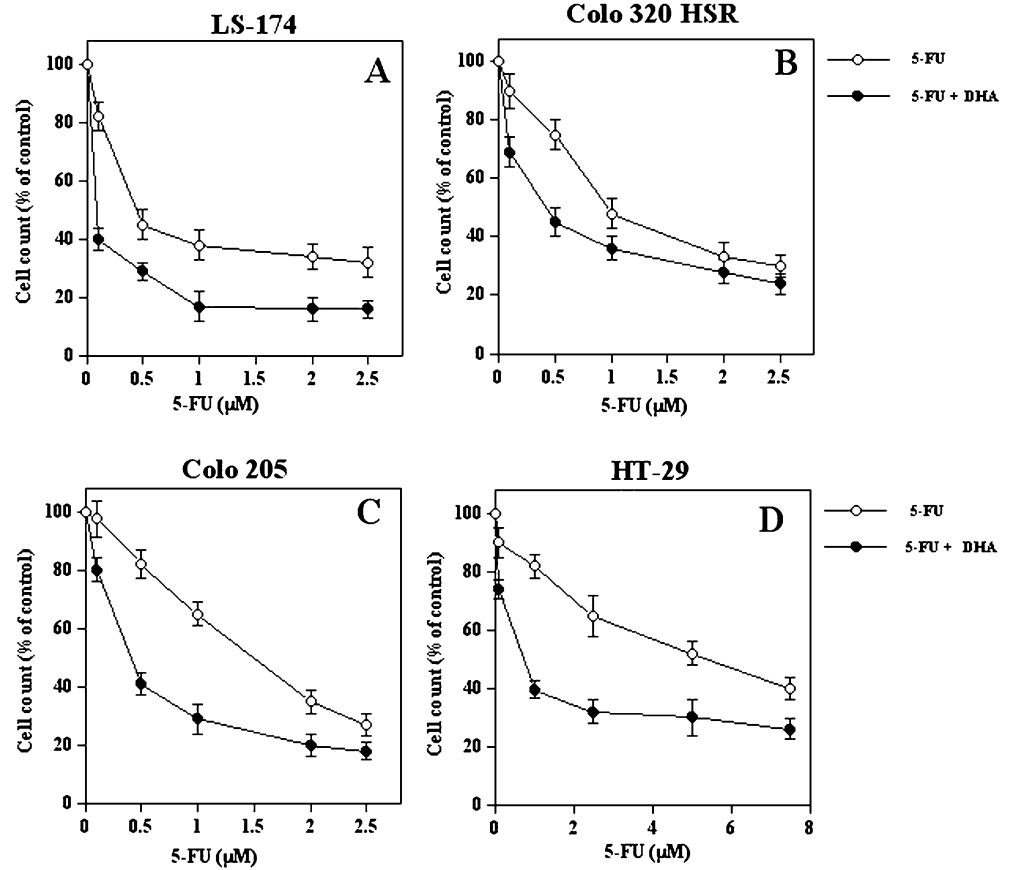 LS-174
A
Cell count (% of control)
100
80
60
40
20
0
0 0.5 1 1.5 2 2.5
5-FU (µM)
Colo 320 HSR
B
Cell count (% of control)
100
80
60
40
20
0
0 0.5 1 1.5 2 2.5
5-FU (µM)
5-FU
5-FU + DHA
Colo 205
C
Cell count (% of control)
100
80
60
40
20
0
0 0.5 1 1.5 2 2.5
5-FU (µM)
HT-29
D
Cell count (% of control)
100
80
60
40
20
0
0 2 4 6 8
5-FU (µM)
5-FU
5-FU + DHA